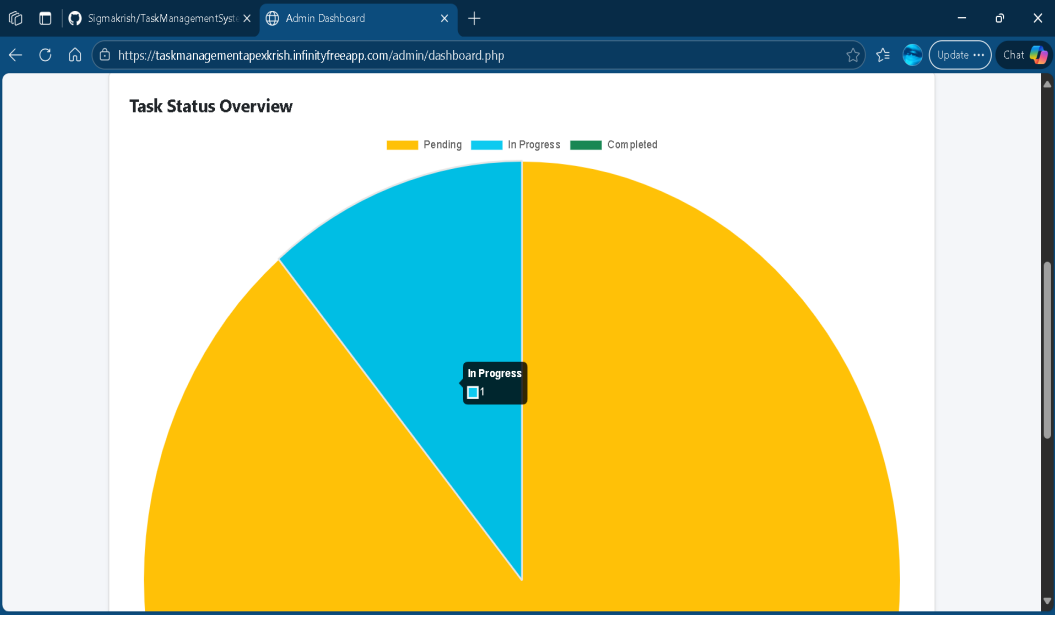 Sigmakrish/TaskManagementSyste
Admin Dashboard
https://taskmanagementapexkrish.infinityfreeapp.com/admin/dashboard.php
Update
Chat
Task Status Overview
Pending In Progress Completed
In Progress
1